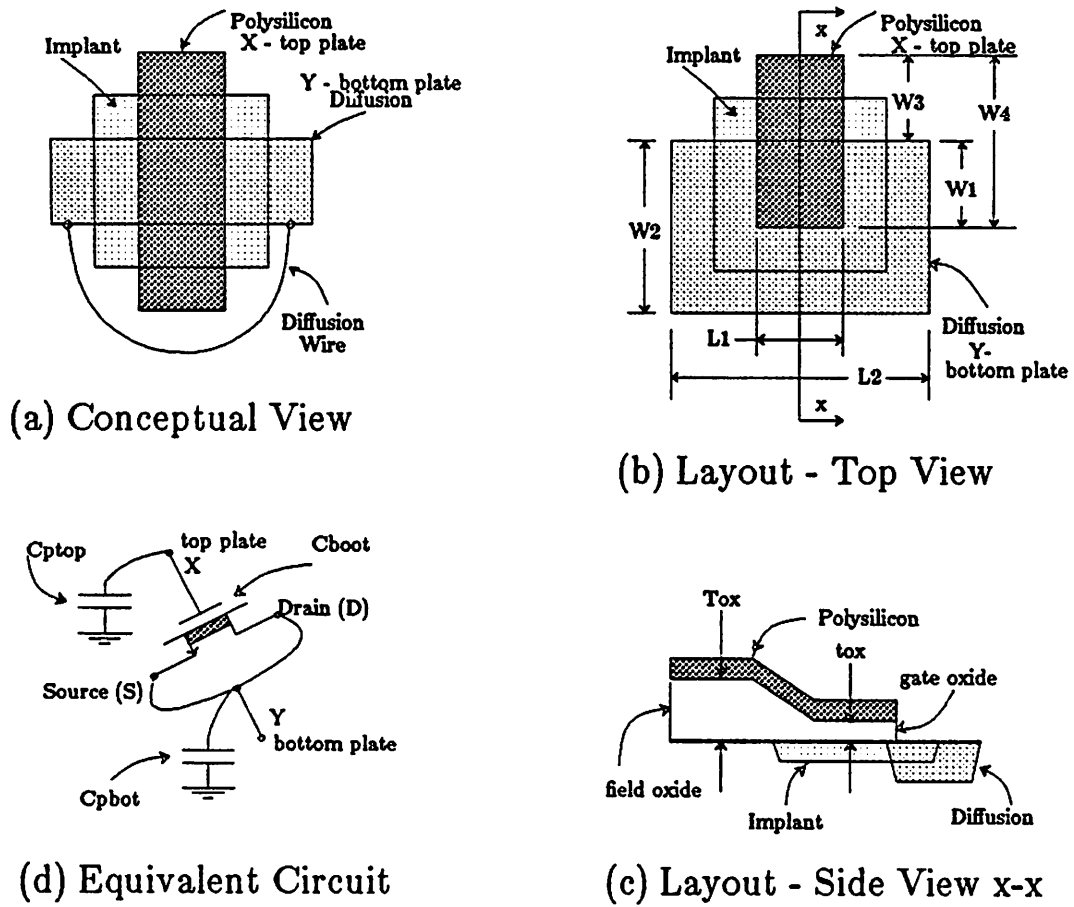 Polysilicon
X - top plate
Implant
Y - bottom plate
Diffusion
Diffusion
Wire
(a) Conceptual View
x
Polysilicon
X - top plate
Implant
W3
W4
W1
W2
L1
L2
Diffusion
Y-
bottom plate
x
(b) Layout - Top View
Cptop
top plate
X
Cboot
Drain (D)
Source (S)
Y
bottom plate
Cpbot
(d) Equivalent Circuit
Tox
Polysilicon
tox
gate oxide
field oxide
Implant
Diffusion
(c) Layout - Side View x-x